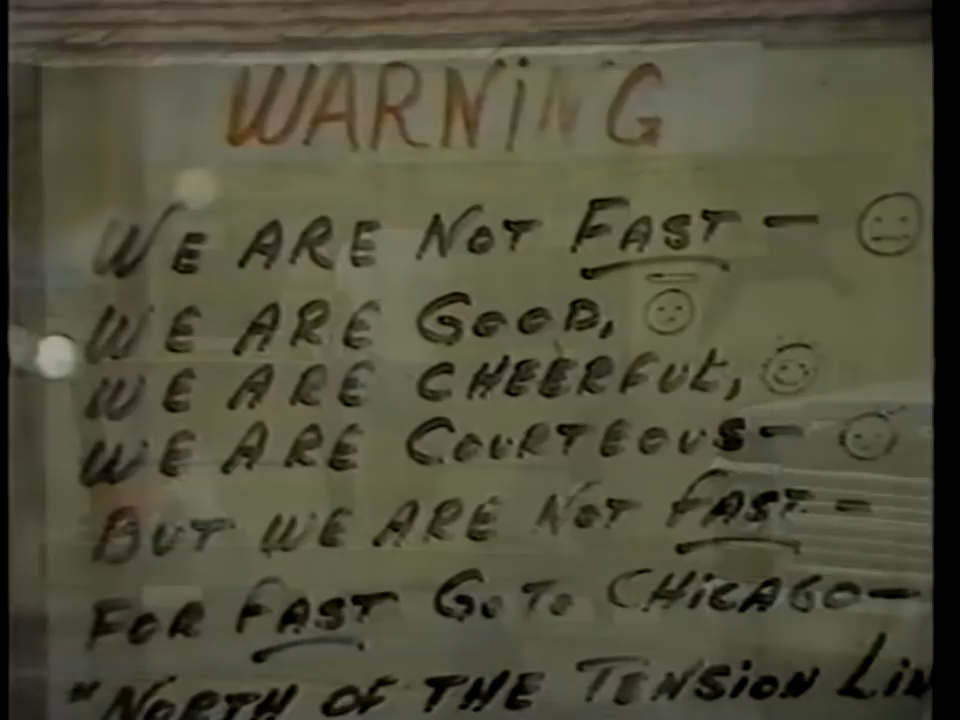 WARNiNG
WE ARE NOT FAST —
WE ARE GOOD,
WE ARE CHEERFUL,
WE ARE COURTEOUS —
BUT WE ARE NOT FAST —
FOR FAST GO TO CHiCAGO —
"NORTH OF THE TENSiON LiN